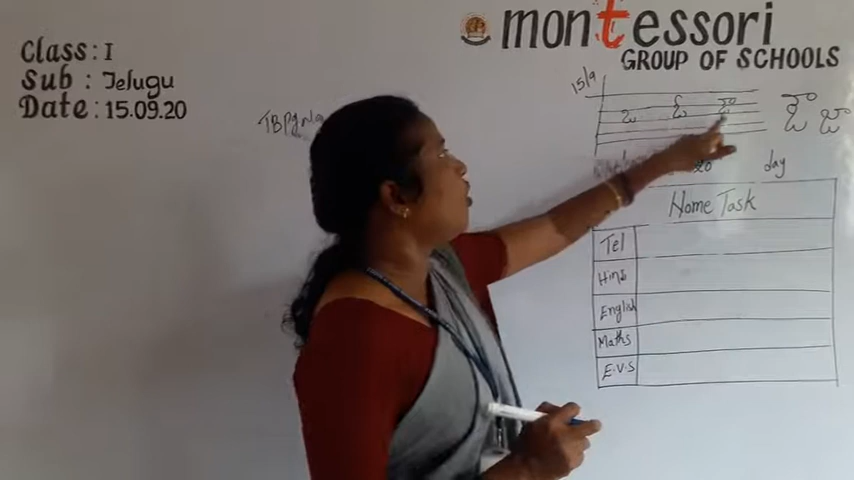 montessori
GROUP OF SCHOOLS
Class : I
Sub : Telugu
Date : 15.09.20
15/9
day
Home Task
Tel
Hindi
English
Maths
E.V.S